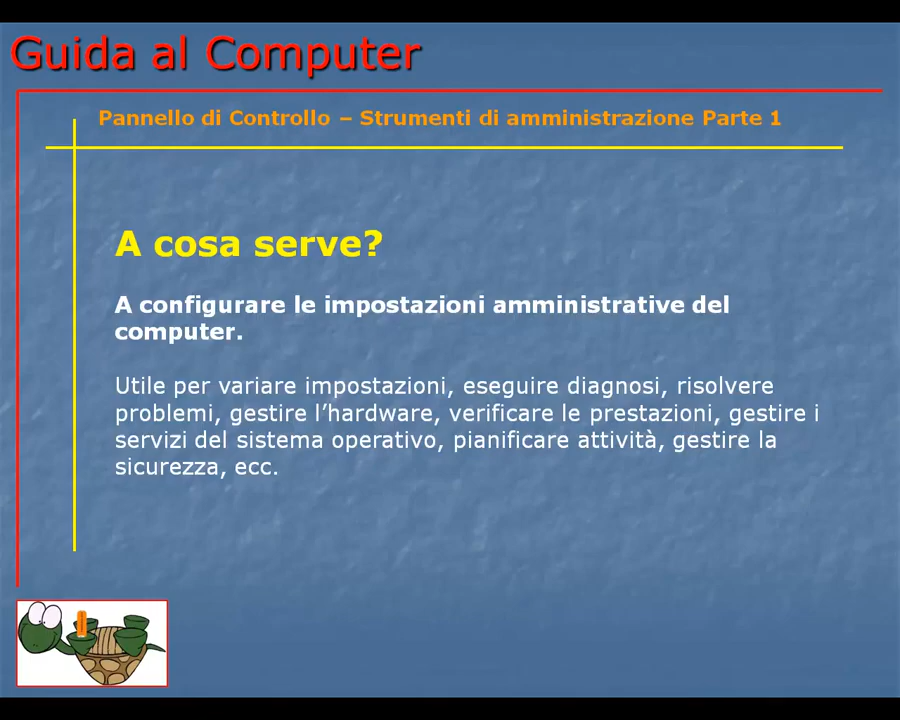 Guida al Computer
Pannello di Controllo – Strumenti di amministrazione Parte 1
A cosa serve?
A configurare le impostazioni amministrative del
computer.
Utile per variare impostazioni, eseguire diagnosi, risolvere
problemi, gestire l’hardware, verificare le prestazioni, gestire i
servizi del sistema operativo, pianificare attività, gestire la
sicurezza, ecc.